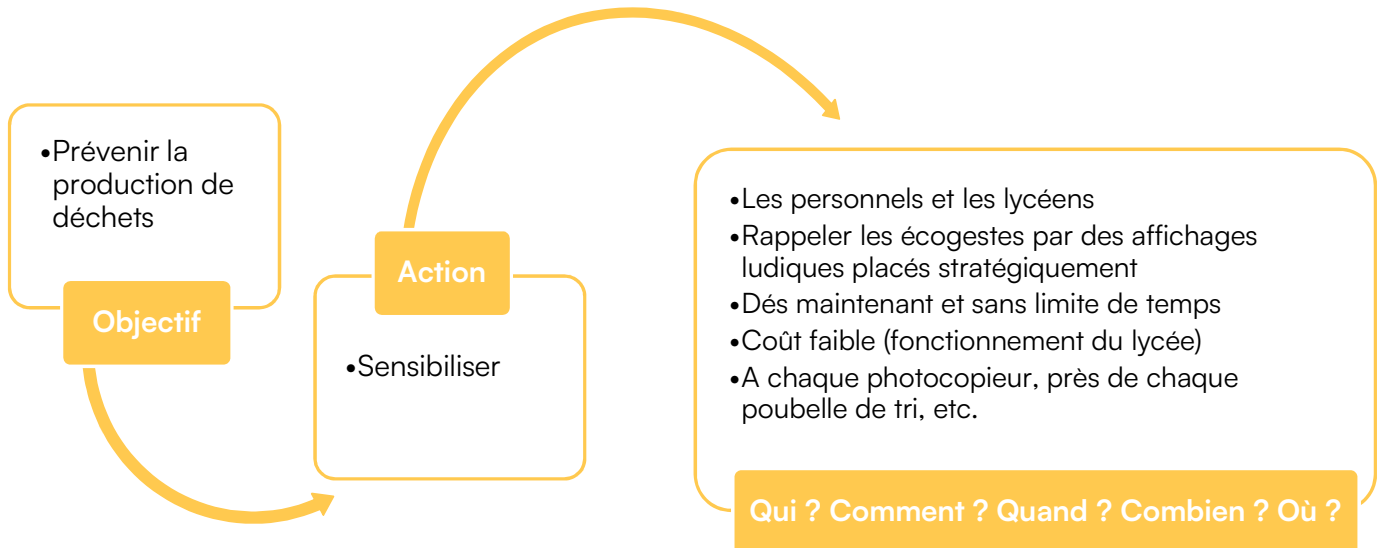 •Prévenir la
production de
déchets
Objectif
Action
•Sensibiliser
•Les personnels et les lycéens
•Rappeler les écogestes par des affichages
ludiques placés stratégiquement
•Dés maintenant et sans limite de temps
•Coût faible (fonctionnement du lycée)
•A chaque photocopieur, près de chaque
poubelle de tri, etc.
Qui ? Comment ? Quand ? Combien ? Où ?